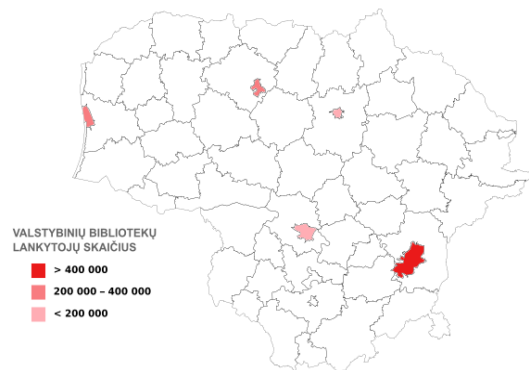 VALSTYBINIŲ BIBLIOTEKŲ
LANKYTOJŲ SKAIČIUS
> 400 000
200 000 – 400 000
< 200 000